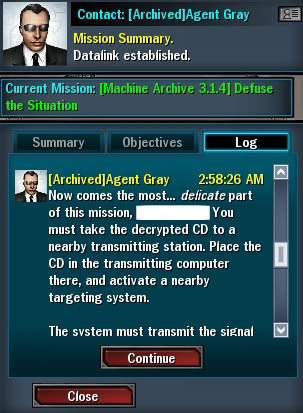 Contact: [Archived]Agent Gray
Mission Summary.
Datalink established.
Current Mission: [Machine Archive 3.1.4] Defuse
the Situation
Summary
Objectives
Log
[Archived]Agent Gray 2:58:26 AM
Now comes the most... delicate part
of this mission, You
must take the decrypted CD to a
nearby transmitting station. Place the
CD in the transmitting computer
there, and activate a nearby
targeting system.
The system must transmit the signal
Continue
Close